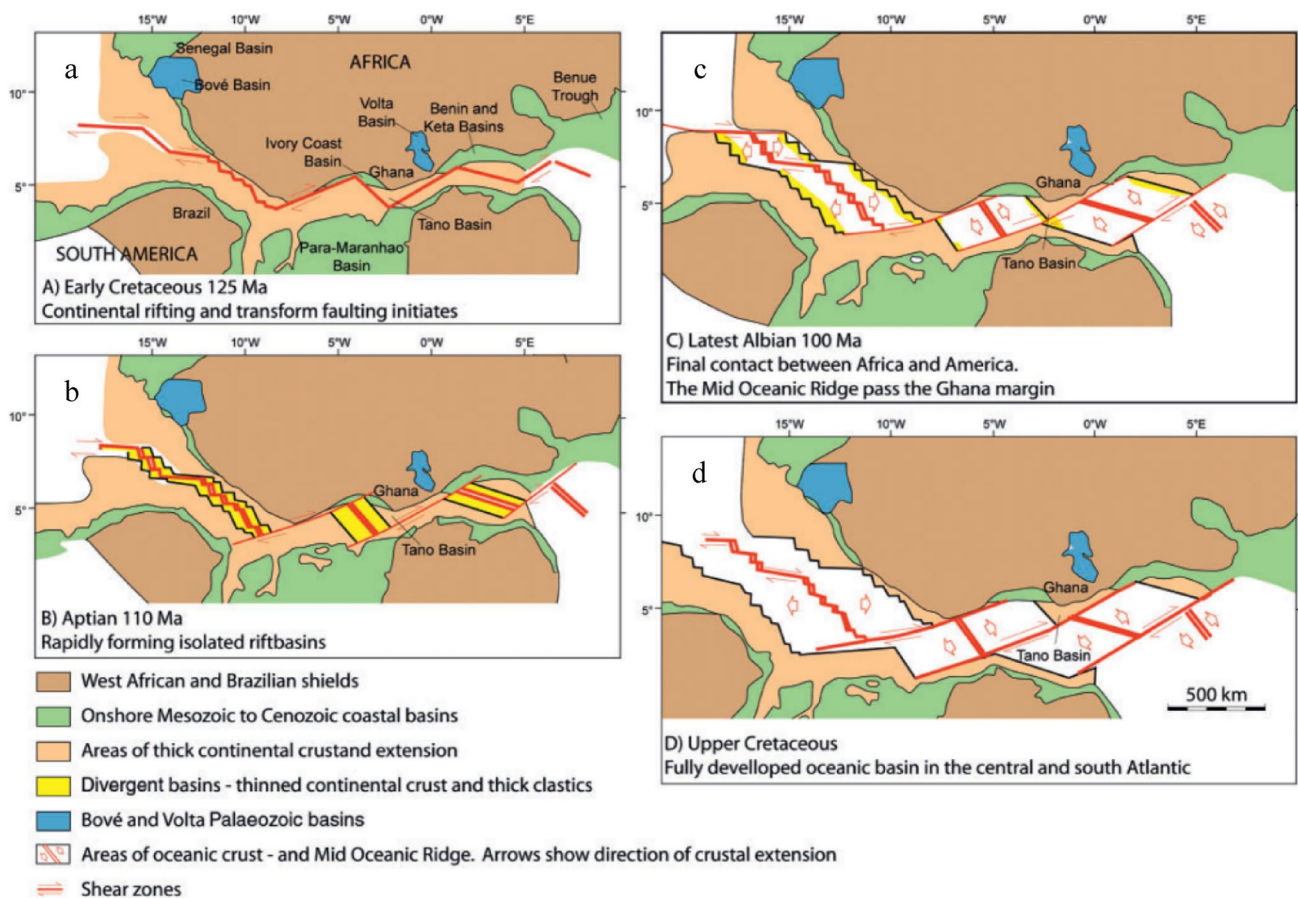 15°W 10°W 5°W 0°W 5°E
a
Senegal Basin
AFRICA
Bové Basin
Benue
Trough
10°
Volta
Basin
Benin and
Keta Basins
Ivory Coast
Basin
Ghana
5°
Brazil
Tano Basin
Para-Maranhao
Basin
SOUTH AMERICA
A) Early Cretaceous 125 Ma
Continental rifting and transform faulting initiates
15°W 10°W 5°W 0°W 5°E
b
10°
Ghana
5°
Tano Basin
B) Aptian 110 Ma
Rapidly forming isolated riftbasins
15°W 10°W 5°W 0°W 5°E
c
10°
Ghana
5°
Tano Basin
C) Latest Albian 100 Ma
Final contact between Africa and America.
The Mid Oceanic Ridge pass the Ghana margin
15°W 10°W 5°W 0°W 5°E
d
10°
Ghana
5°
Tano Basin
500 km
D) Upper Cretaceous
Fully develloped oceanic basin in the central and south Atlantic
West African and Brazilian shields
Onshore Mesozoic to Cenozoic coastal basins
Areas of thick continental crustand extension
Divergent basins - thinned continental crust and thick clastics
Bové and Volta Palaeozoic basins
Areas of oceanic crust - and Mid Oceanic Ridge. Arrows show direction of crustal extension
Shear zones